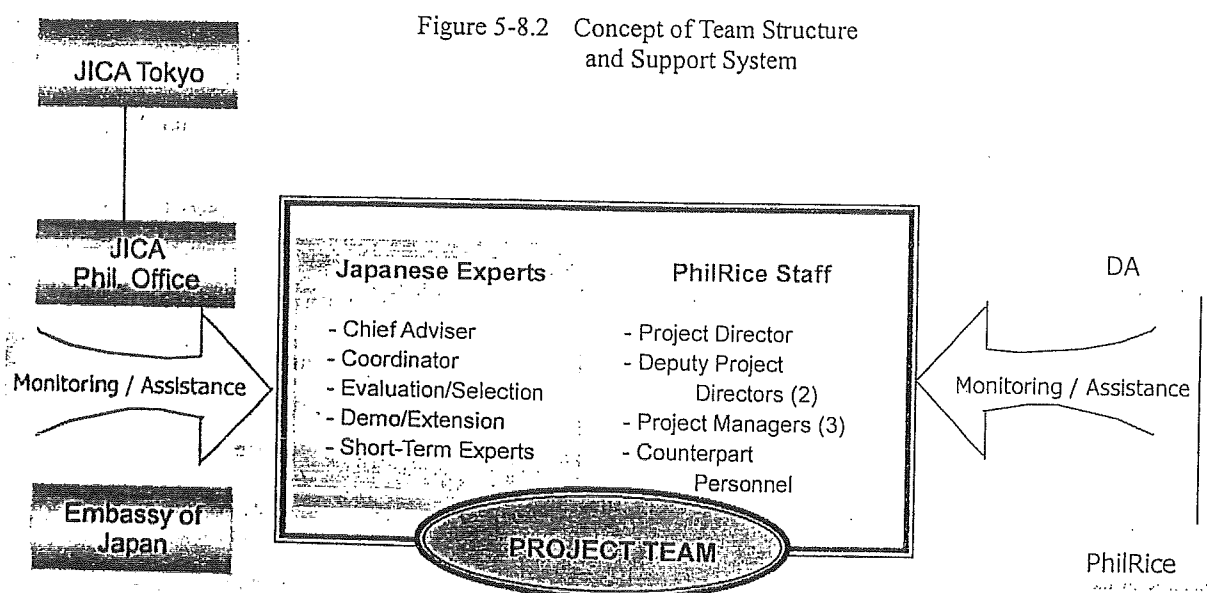 Figure 5-8.2 Concept of Team Structure
and Support System
JICA Tokyo
JICA
Phil. Office
Monitoring / Assistance
Embassy of
Japan
Japanese Experts
- Chief Adviser
- Coordinator
- Evaluation/Selection
- Demo/Extension
- Short-Term Experts
PhilRice Staff
- Project Director
- Deputy Project
Directors (2)
- Project Managers (3)
- Counterpart
Personnel
PROJECT TEAM
DA
Monitoring / Assistance
PhilRice